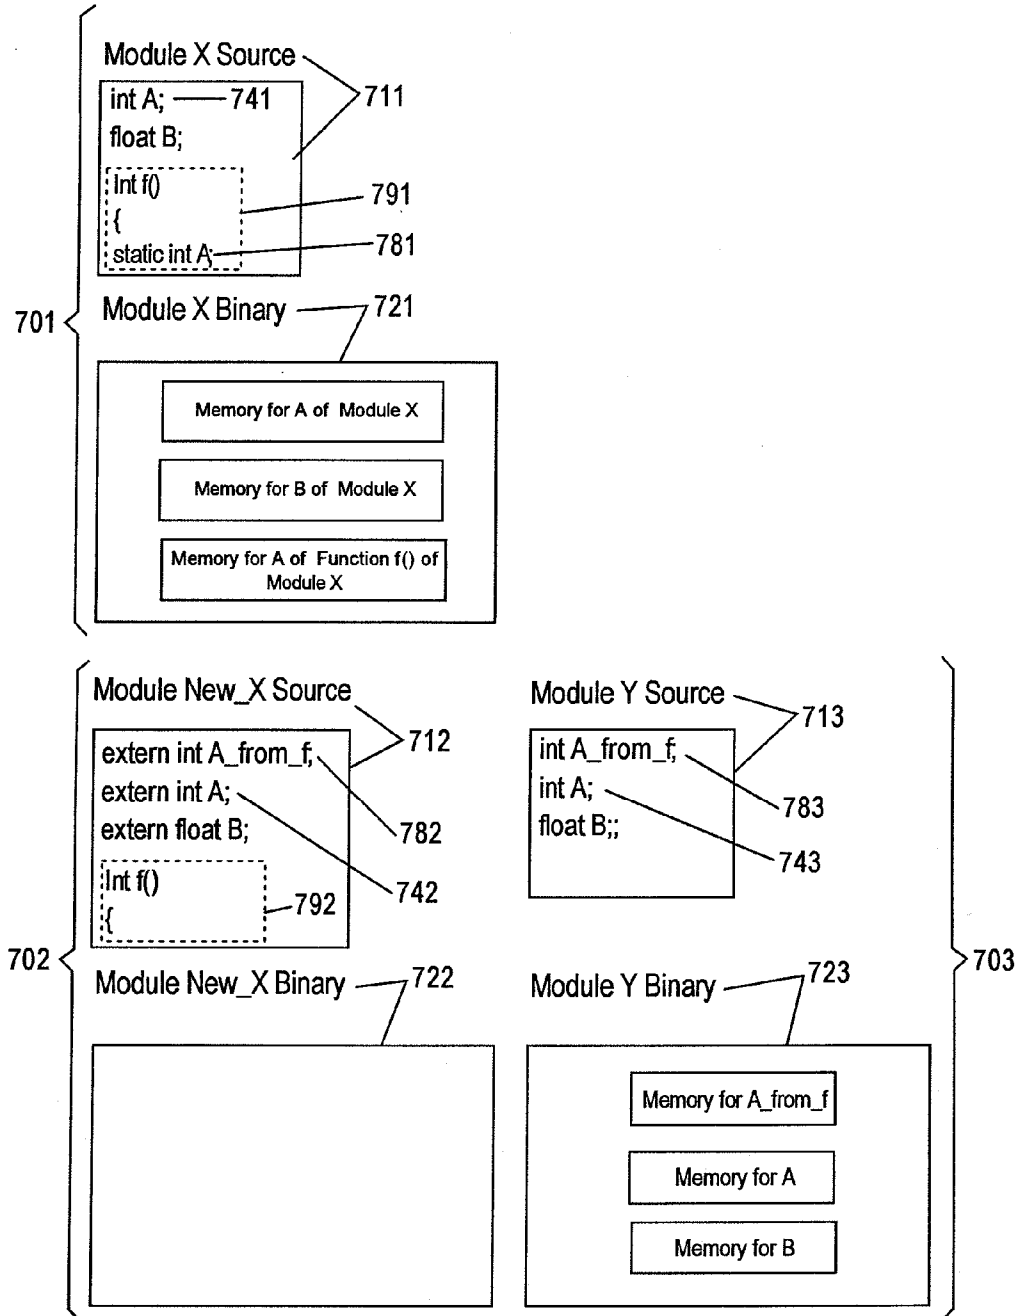 Module X Source
int A; 741 711
float B;
Int f()
{ 791
static int A; 781
Module X Binary 721
701
Memory for A of Module X
Memory for B of Module X
Memory for A of Function f() of
Module X
Module New_X Source
712
extern int A_from_f;
extern int A;
extern float B; 782
Int f()
{ 792 742
Module Y Source
713
int A_from_f;
int A; 783
float B;;
743
702
703
Module New_X Binary 722
Module Y Binary 723
Memory for A_from_f
Memory for A
Memory for B